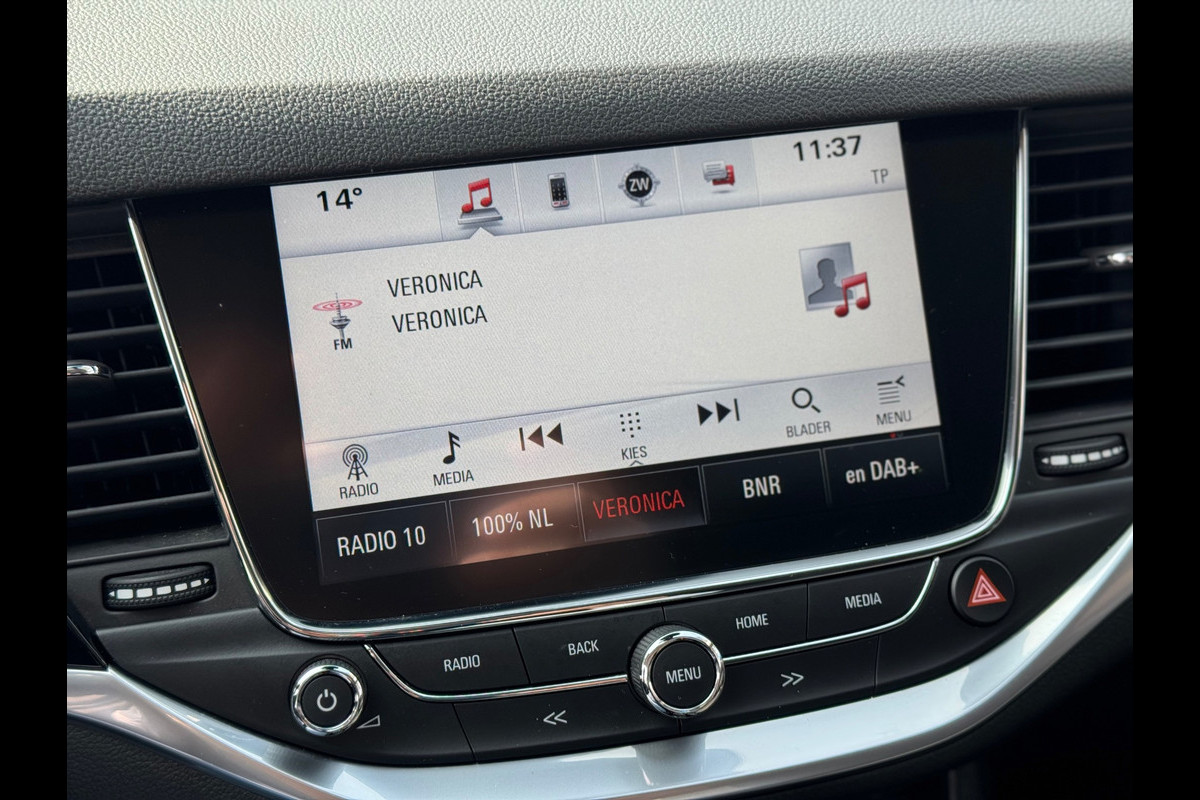 14°
ZW
11:37
TP
VERONICA
VERONICA
FM
RADIO
MEDIA
KIES
BLADER
MENU
RADIO 10
100% NL
VERONICA
BNR
en DAB+
RADIO
BACK
MENU
HOME
MEDIA